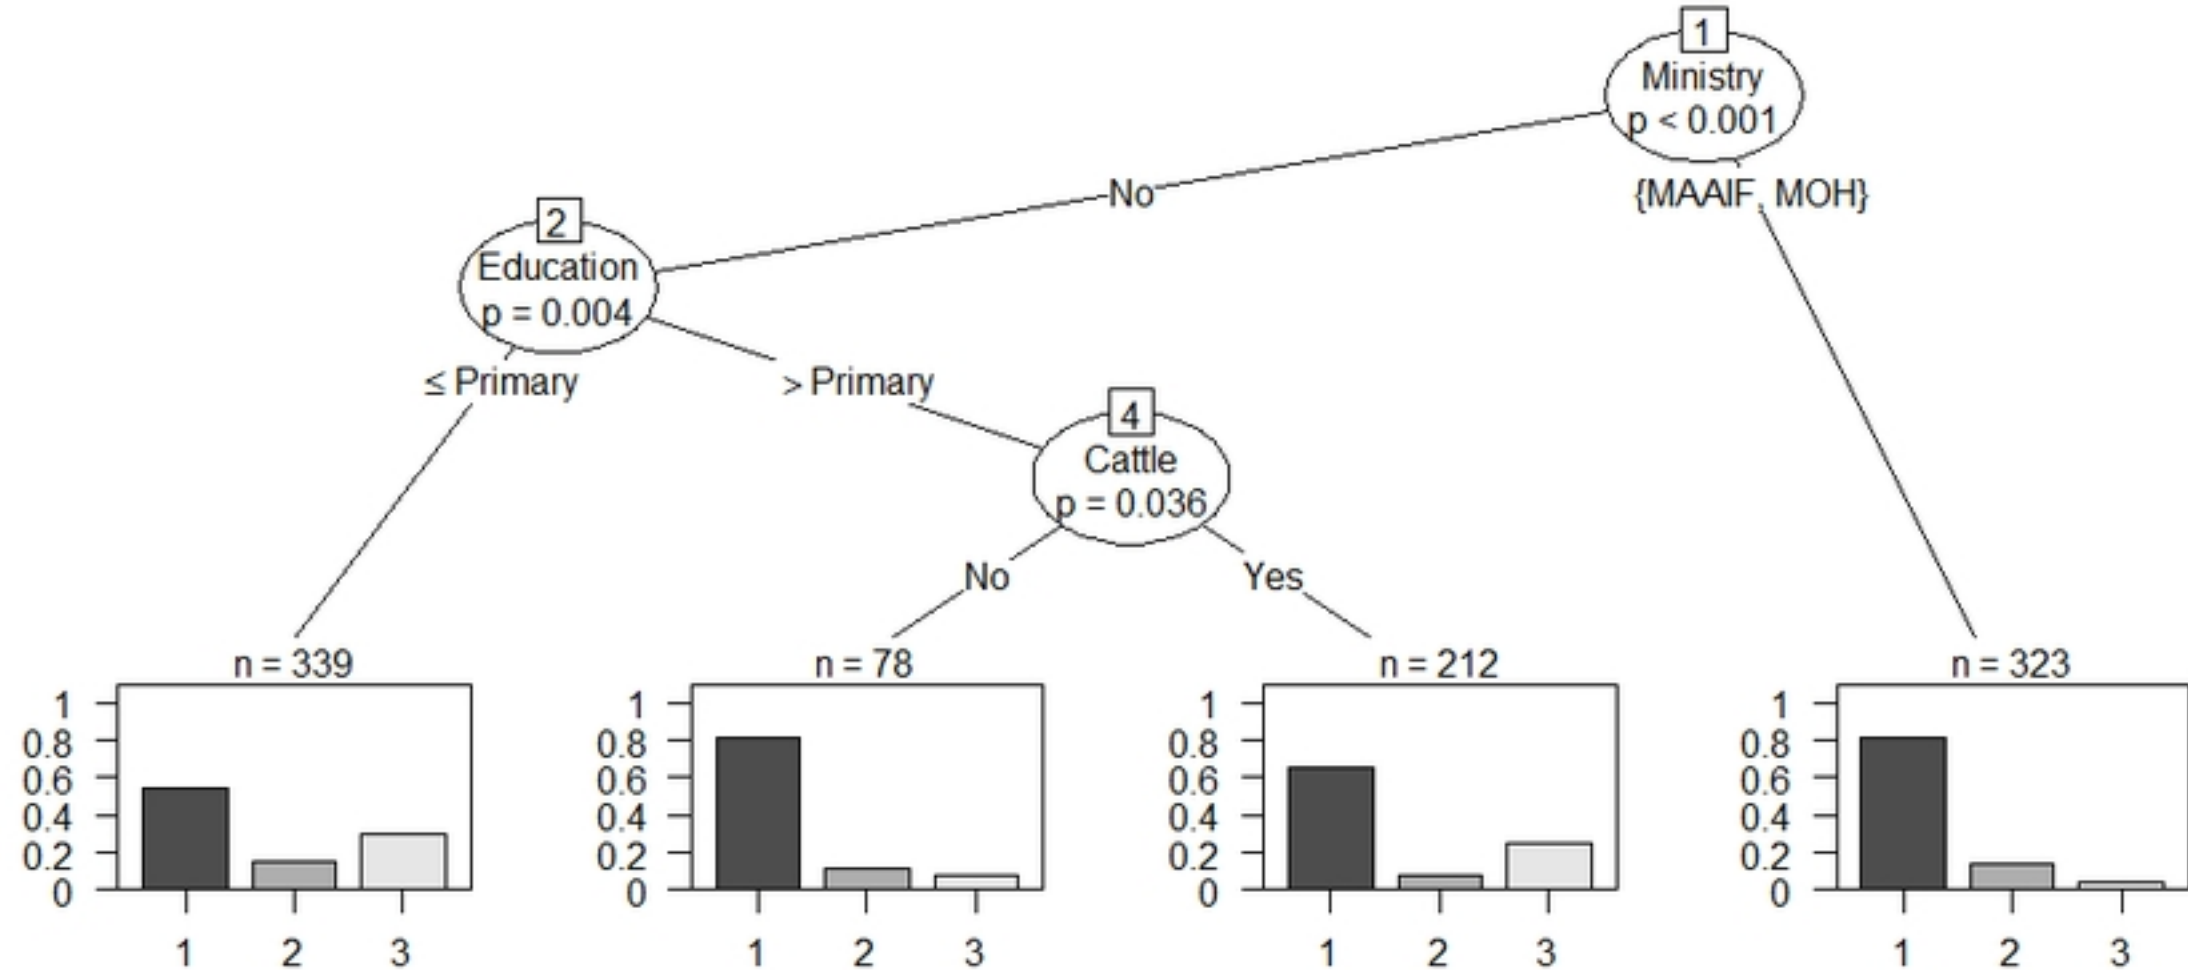 1
Ministry
p < 0.001
No
{MAAIF, MOH}
2
Education
p = 0.004
≤ Primary
> Primary
4
Cattle
p = 0.036
No
Yes
n = 339
1
0.8
0.6
0.4
0.2
0
1 2 3
n = 78
1
0.8
0.6
0.4
0.2
0
1 2 3
n = 212
1
0.8
0.6
0.4
0.2
0
1 2 3
n = 323
1
0.8
0.6
0.4
0.2
0
1 2 3